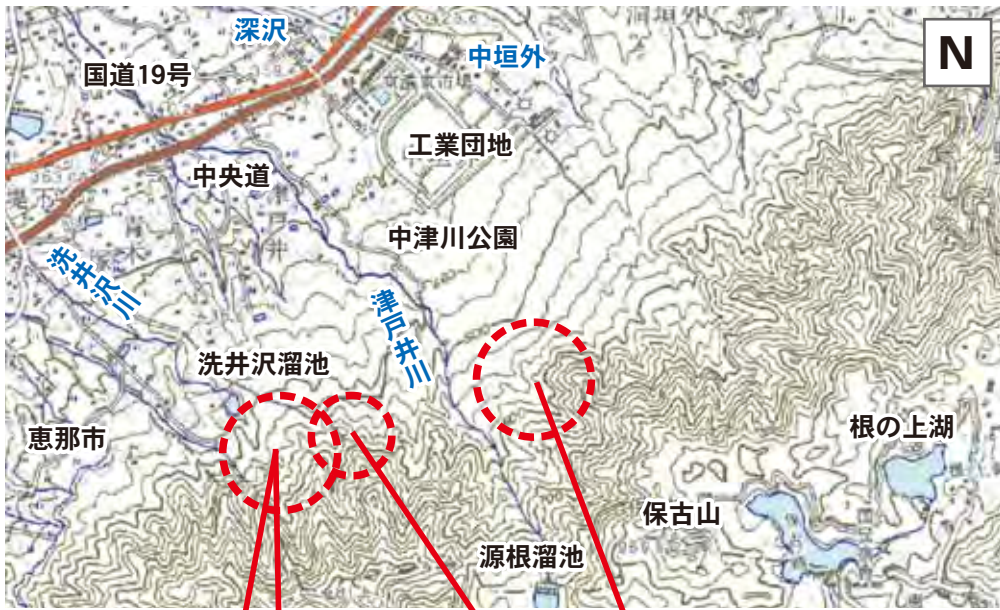 深沢
中垣外
N
国道19号
工業団地
中央道
中津川公園
洗井沢川
津戸井川
洗井沢溜池
恵那市
根の上湖
保古山
源根溜池